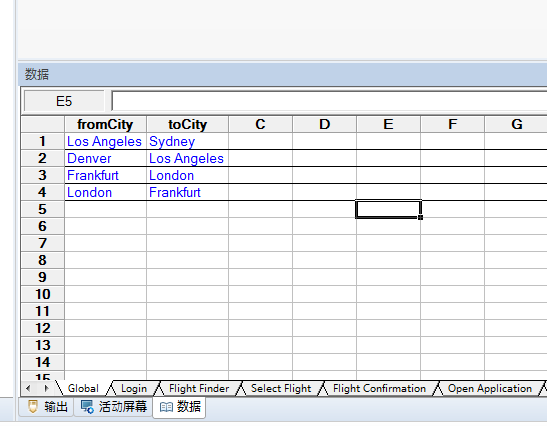 数据
E5
fromCity toCity C D E F G
1 Los Angeles Sydney
2 Denver Los Angeles
3 Frankfurt London
4 London Frankfurt
5
6
7
8
9
10
11
12
13
14
15
Global Login Flight Finder Select Flight Flight Confirmation Open Application
输出 活动屏幕 数据